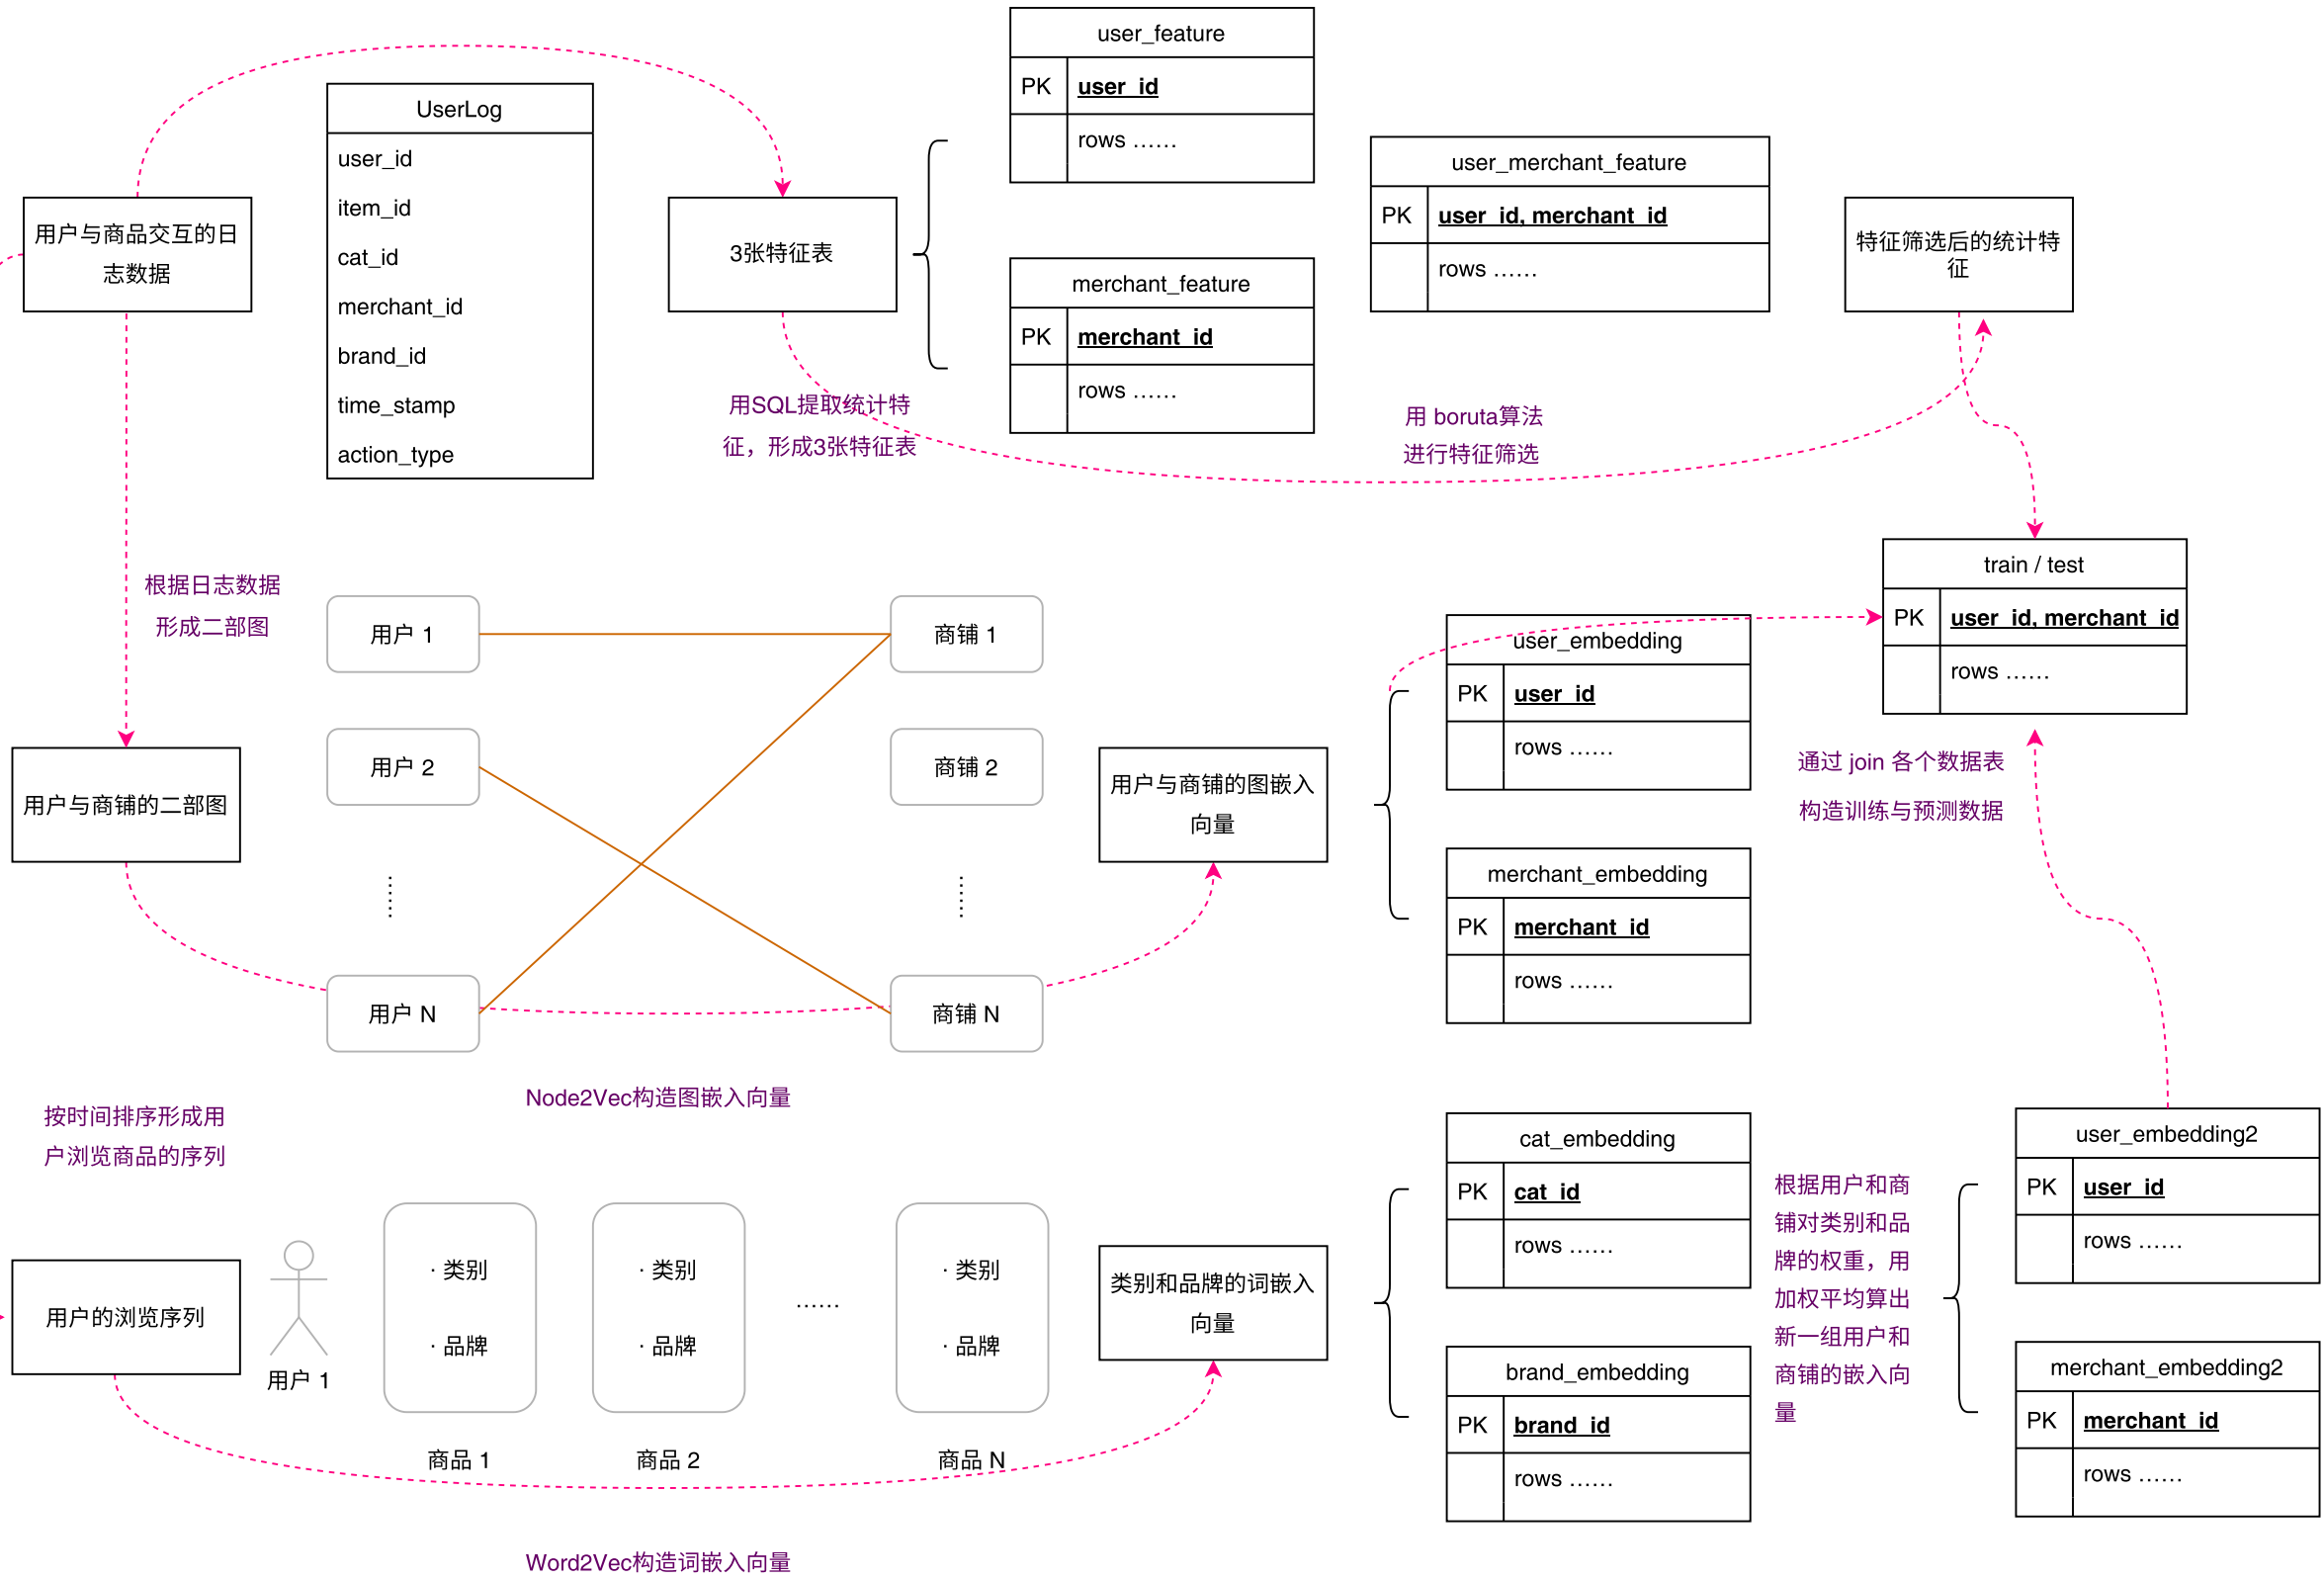 user_feature
PK
user_id
rows ……
UserLog
user_id
item_id
cat_id
merchant_id
brand_id
time_stamp
action_type
用户与商品交互的日
志数据
3张特征表
merchant_feature
PK
merchant_id
rows ……
user_merchant_feature
PK
user_id, merchant_id
rows ……
特征筛选后的统计特
征
用SQL提取统计特
征，形成3张特征表
用 boruta算法
进行特征筛选
train / test
PK
user_id, merchant_id
rows ……
根据日志数据
形成二部图
用户与商铺的二部图
用户 1
用户 2
……
用户 N
商铺 1
商铺 2
……
商铺 N
用户与商铺的图嵌入
向量
user_embedding
PK
user_id
rows ……
merchant_embedding
PK
merchant_id
rows ……
通过 join 各个数据表
构造训练与预测数据
Node2Vec构造图嵌入向量
按时间排序形成用
户浏览商品的序列
用户的浏览序列
用户 1
· 类别
· 品牌
商品 1
· 类别
· 品牌
商品 2
……
· 类别
· 品牌
商品 N
类别和品牌的词嵌入
向量
cat_embedding
PK
cat_id
rows ……
brand_embedding
PK
brand_id
rows ……
根据用户和商
铺对类别和品
牌的权重，用
加权平均算出
新一组用户和
商铺的嵌入向
量
user_embedding2
PK
user_id
rows ……
merchant_embedding2
PK
merchant_id
rows ……
Word2Vec构造词嵌入向量